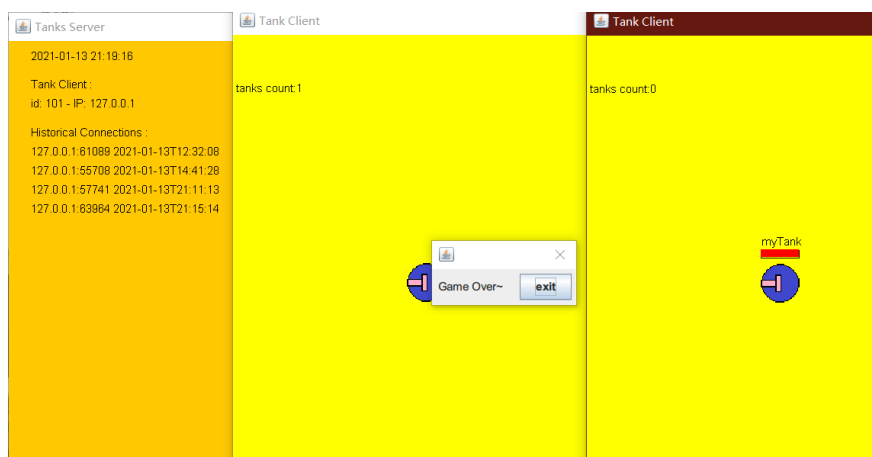 Tanks Server
2021-01-13 21:19:16
Tank Client :
id: 101 - IP: 127.0.0.1
Historical Connections :
127.0.0.1:61089 2021-01-13T12:32:08
127.0.0.1:55708 2021-01-13T14:41:28
127.0.0.1:57741 2021-01-13T21:11:13
127.0.0.1:63964 2021-01-13T21:15:14
Tank Client
tanks count:1
Game Over~
exit
Tank Client
tanks count:0
myTank